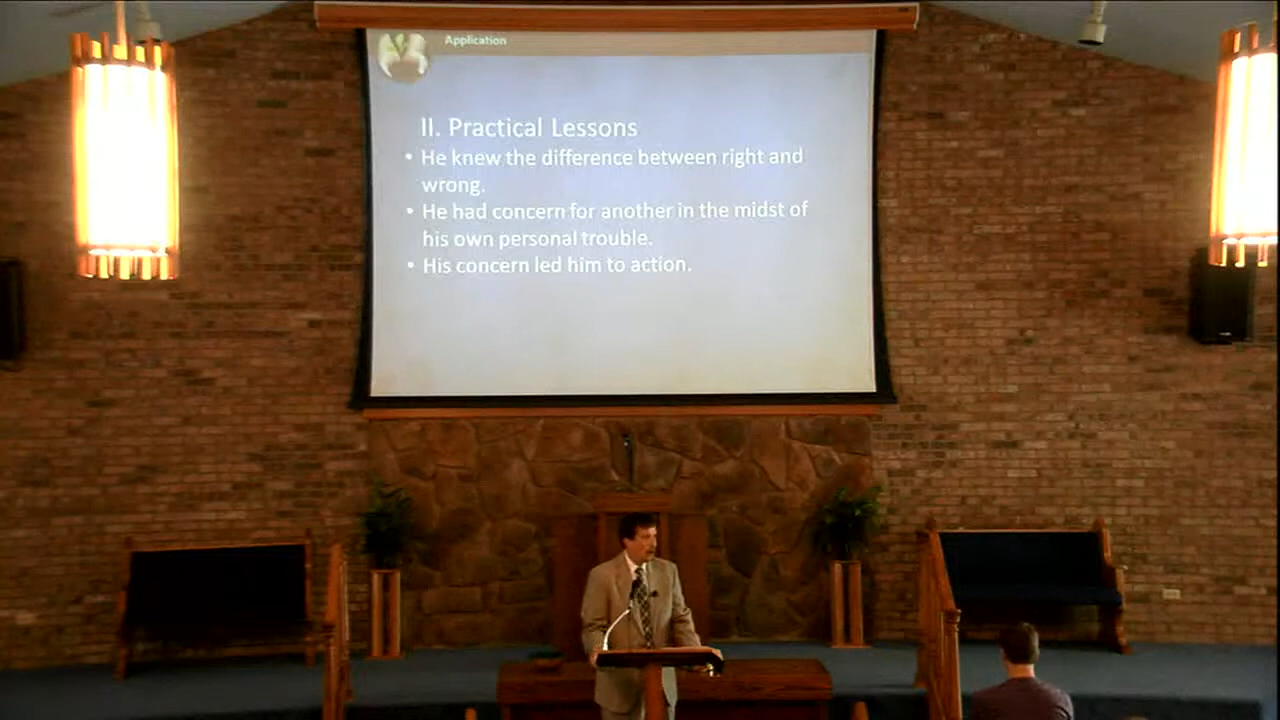 Application
II. Practical Lessons
• He knew the difference between right and
wrong.
• He had concern for another in the midst of
his own personal trouble.
• His concern led him to action.